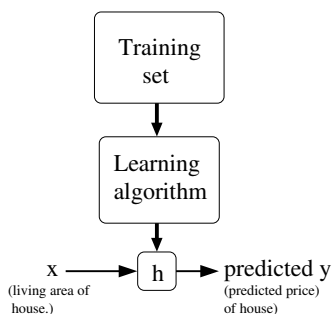 Training
set
Learning
algorithm
x
h
predicted y
(living area of
house.)
(predicted price)
of house)